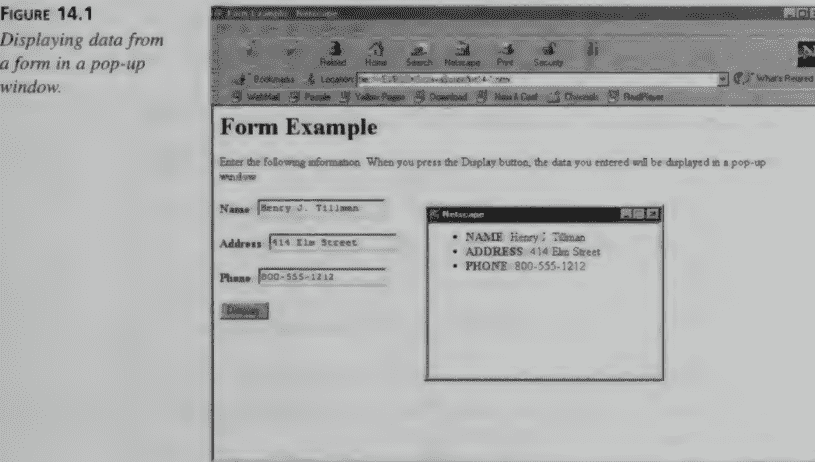 FIGURE 14.1
Displaying data from
a form in a pop-up
window.
Form Example - Netscape
Reload Home Search Netscape Print Security
Bookmarks Location What's Related
WebMail People Yellow Pages Download New & Cool Channels RealPlayer
Form Example
Enter the following information. When you press the Display button, the data you entered will be displayed in a pop-up
window
Name Henry J. Tillman
Address 414 Elm Street
Phone 800-555-1212
Display
Netscape
• NAME Henry J. Tillman
• ADDRESS 414 Elm Street
• PHONE 800-555-1212